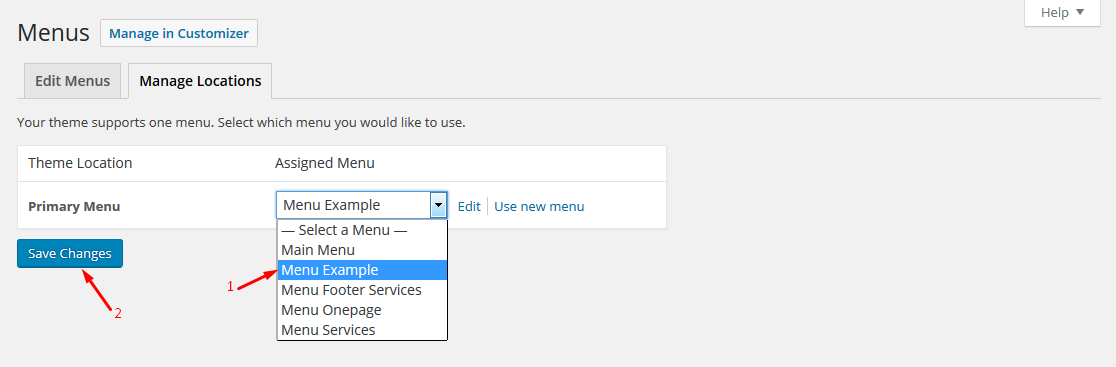 Help
Menus Manage in Customizer
Edit Menus Manage Locations
Your theme supports one menu. Select which menu you would like to use.
Theme Location Assigned Menu
Primary Menu Menu Example Edit Use new menu
— Select a Menu —
Main Menu
Menu Example
Menu Footer Services
Menu Onepage
Menu Services
1
Save Changes
2